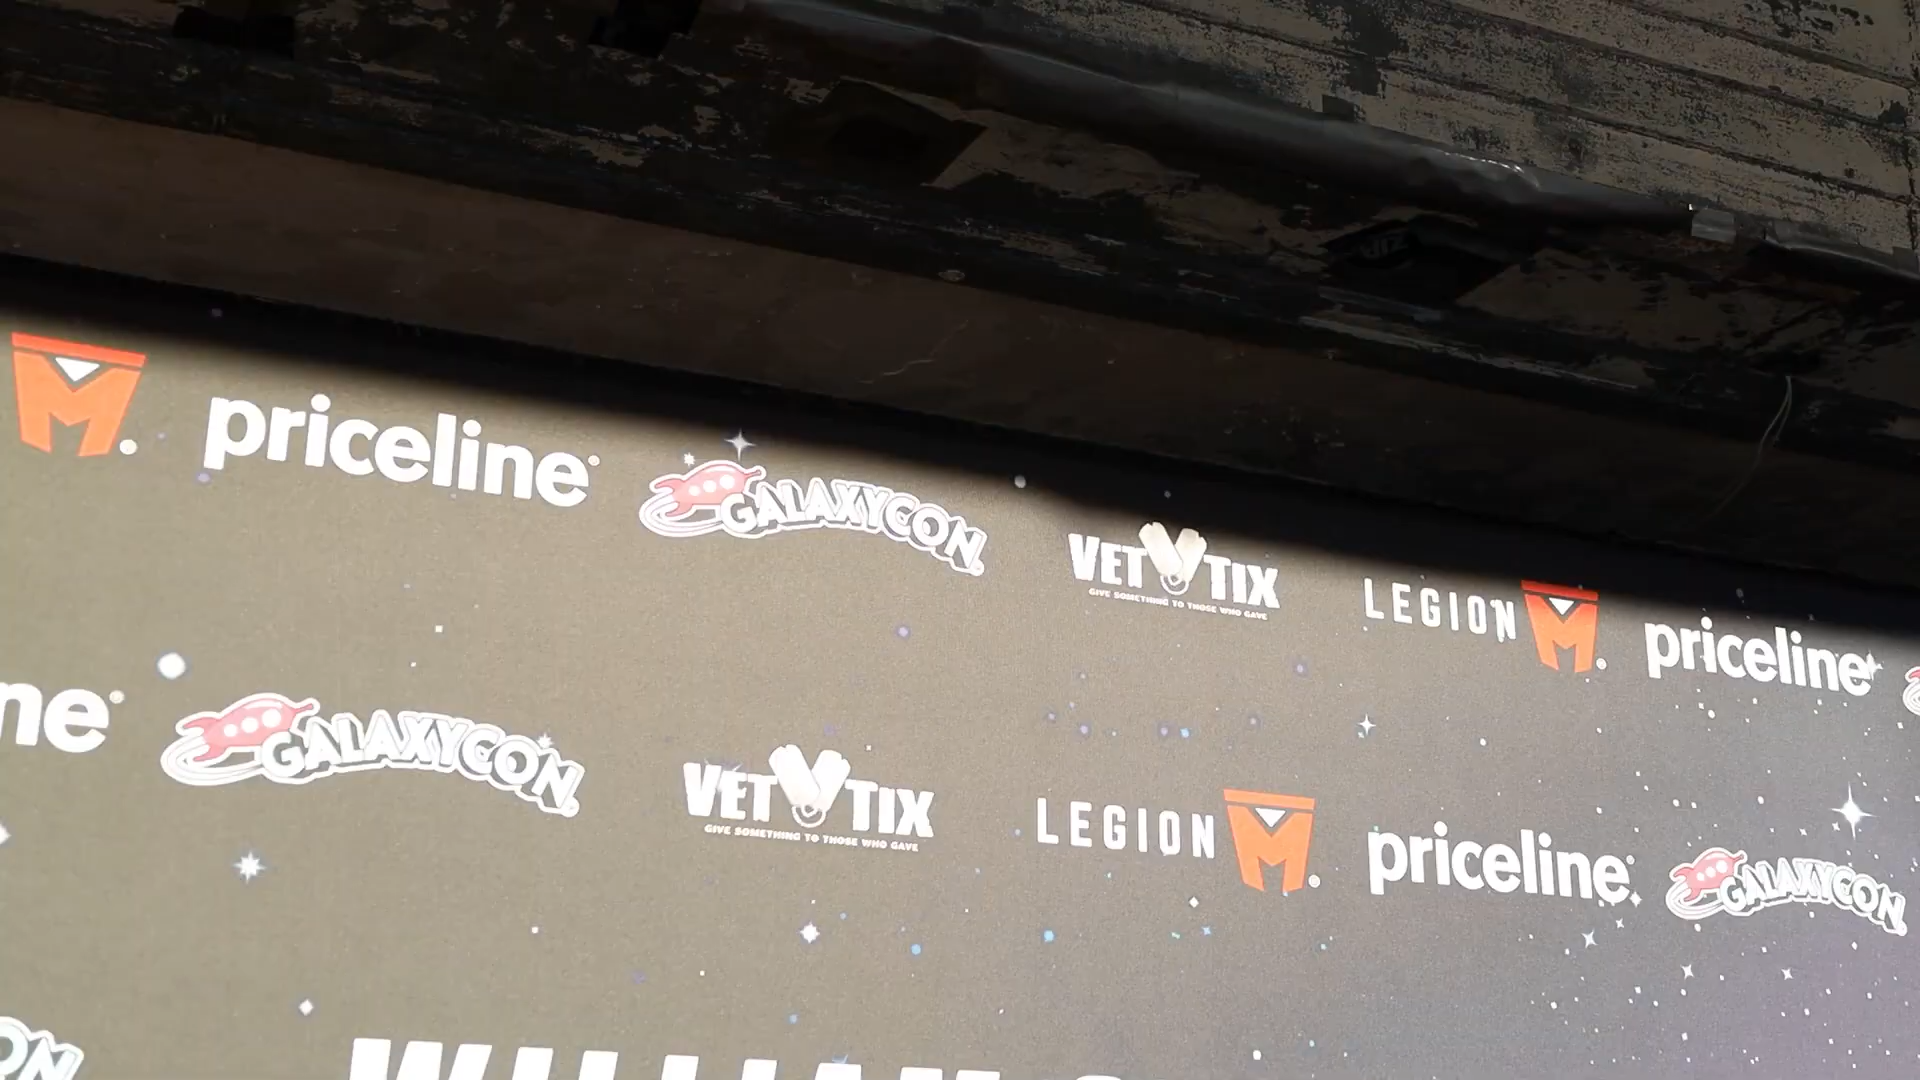 M. priceline® GALAXYCON VET TIX LEGION M. priceline
GIVE SOMETHING TO THOSE WHO GAVE
ne® GALAXYCON VET TIX LEGION M. priceline® GALAXYCON
GIVE SOMETHING TO THOSE WHO GAVE
ON